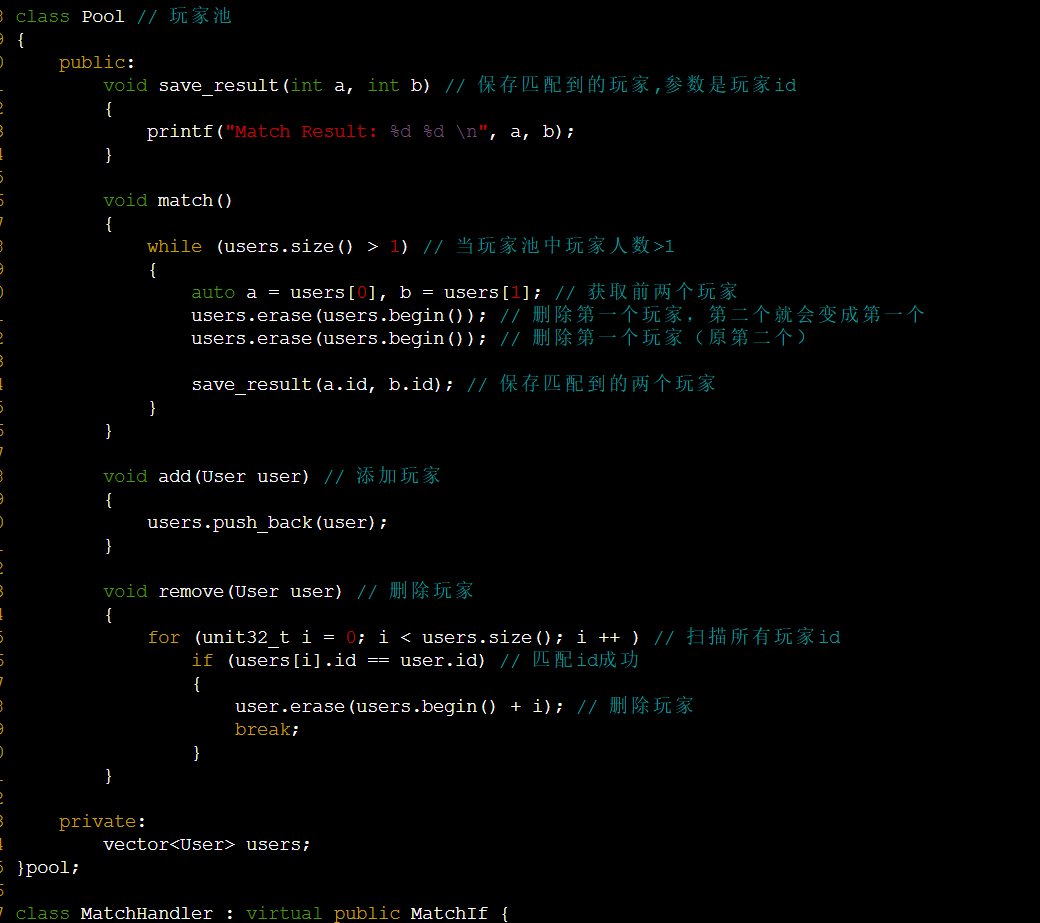 class Pool // 玩家池
{
public:
void save_result(int a, int b) // 保存匹配到的玩家,参数是玩家id
{
printf("Match Result: %d %d \n", a, b);
}
void match()
{
while (users.size() > 1) // 当玩家池中玩家人数>1
{
auto a = users[0], b = users[1]; // 获取前两个玩家
users.erase(users.begin()); // 删除第一个玩家，第二个就会变成第一个
users.erase(users.begin()); // 删除第一个玩家（原第二个）
save_result(a.id, b.id); // 保存匹配到的两个玩家
}
}
void add(User user) // 添加玩家
{
users.push_back(user);
}
void remove(User user) // 删除玩家
{
for (unit32_t i = 0; i < users.size(); i ++ ) // 扫描所有玩家id
if (users[i].id == user.id) // 匹配id成功
{
user.erase(users.begin() + i); // 删除玩家
break;
}
}
private:
vector<User> users;
}pool;
class MatchHandler : virtual public MatchIf {